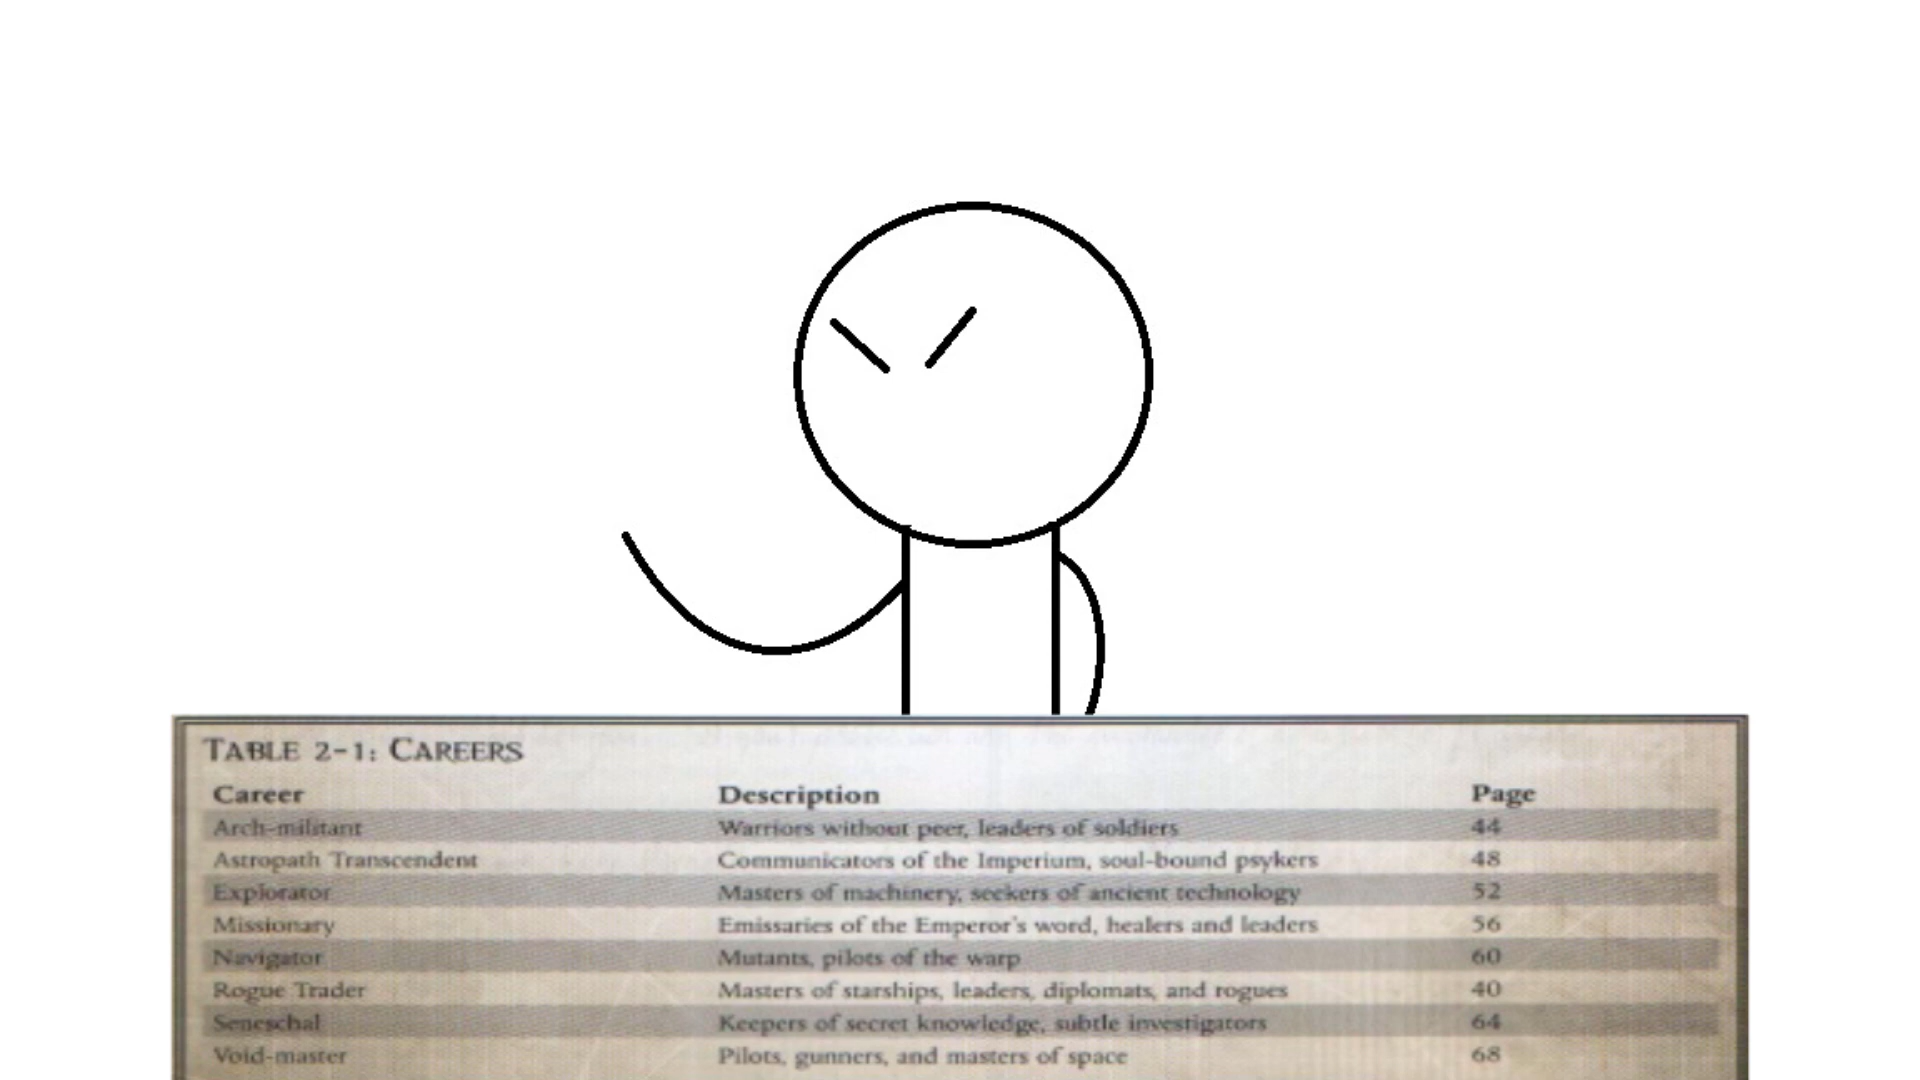 TABLE 2-1: CAREERS
Career Description Page
Arch-militant Warriors without peer, leaders of soldiers 44
Astropath Transcendent Communicators of the Imperium, soul-bound psykers 48
Explorator Masters of machinery, seekers of ancient technology 52
Missionary Emissaries of the Emperor's word, healers and leaders 56
Navigator Mutants, pilots of the warp 60
Rogue Trader Masters of starships, leaders, diplomats, and rogues 40
Seneschal Keepers of secret knowledge, subtle investigators 64
Void-master Pilots, gunners, and masters of space 68